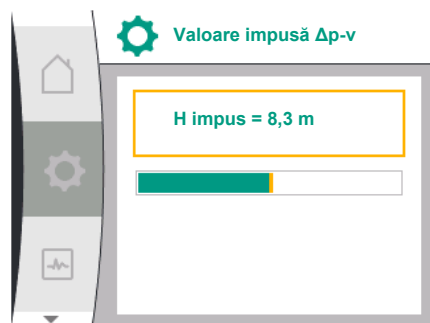 Valoare impusă Δp-v
H impus = 8,3 m